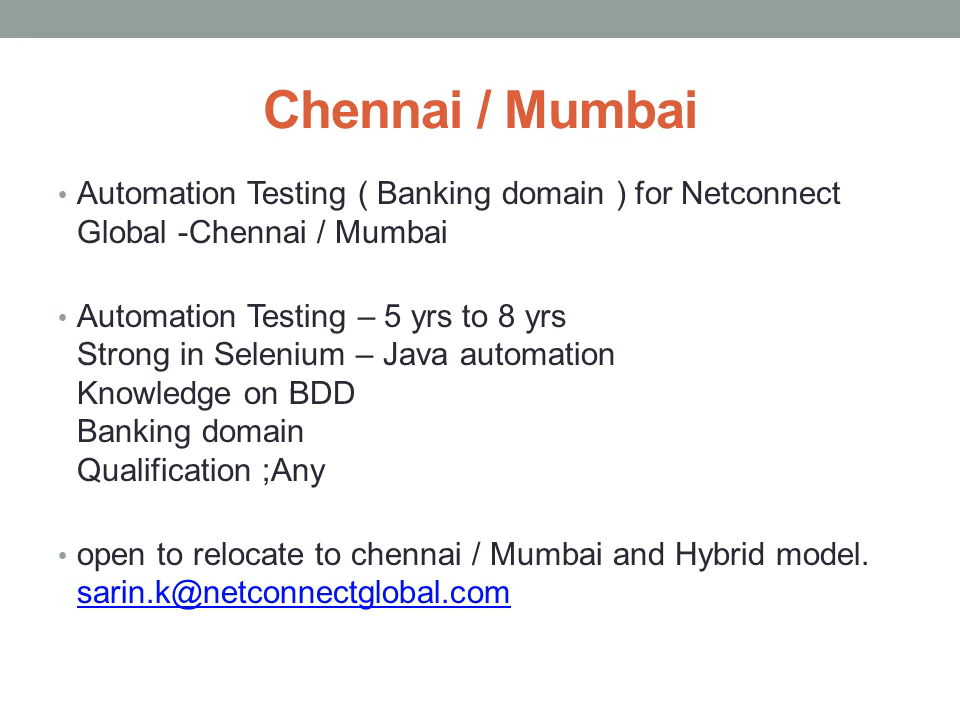 Chennai / Mumbai
• Automation Testing ( Banking domain ) for Netconnect
Global -Chennai / Mumbai
• Automation Testing – 5 yrs to 8 yrs
Strong in Selenium – Java automation
Knowledge on BDD
Banking domain
Qualification ;Any
• open to relocate to chennai / Mumbai and Hybrid model.
sarin.k@netconnectglobal.com